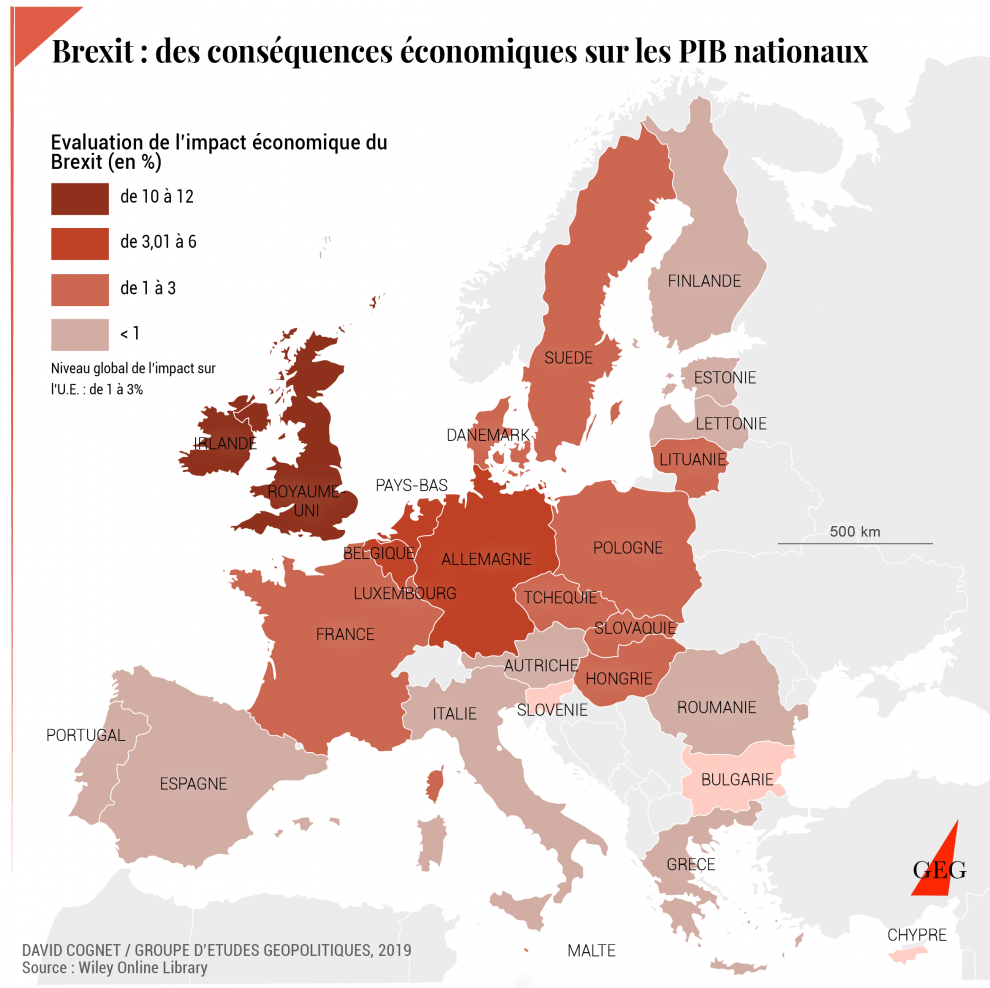 Brexit : des conséquences économiques sur les PIB nationaux
Evaluation de l'impact économique du
Brexit (en %)
de 10 à 12
de 3,01 à 6
de 1 à 3
< 1
Niveau global de l'impact sur
l'U.E. : de 1 à 3%
FINLANDE
SUEDE
ESTONIE
LETTONIE
DANEMARK
IRLANDE
LITUANIE
PAYS-BAS
ROYAUME-
UNI
500 km
BELGIQUE
ALLEMAGNE
POLOGNE
LUXEMBOURG
TCHEQUIE
FRANCE
SLOVAQUIE
AUTRICHE
HONGRIE
PORTUGAL
ITALIE
SLOVENIE
ROUMANIE
ESPAGNE
BULGARIE
GRECE
GEG
CHYPRE
MALTE
DAVID COGNET / GROUPE D'ETUDES GEOPOLITIQUES, 2019
Source : Wiley Online Library